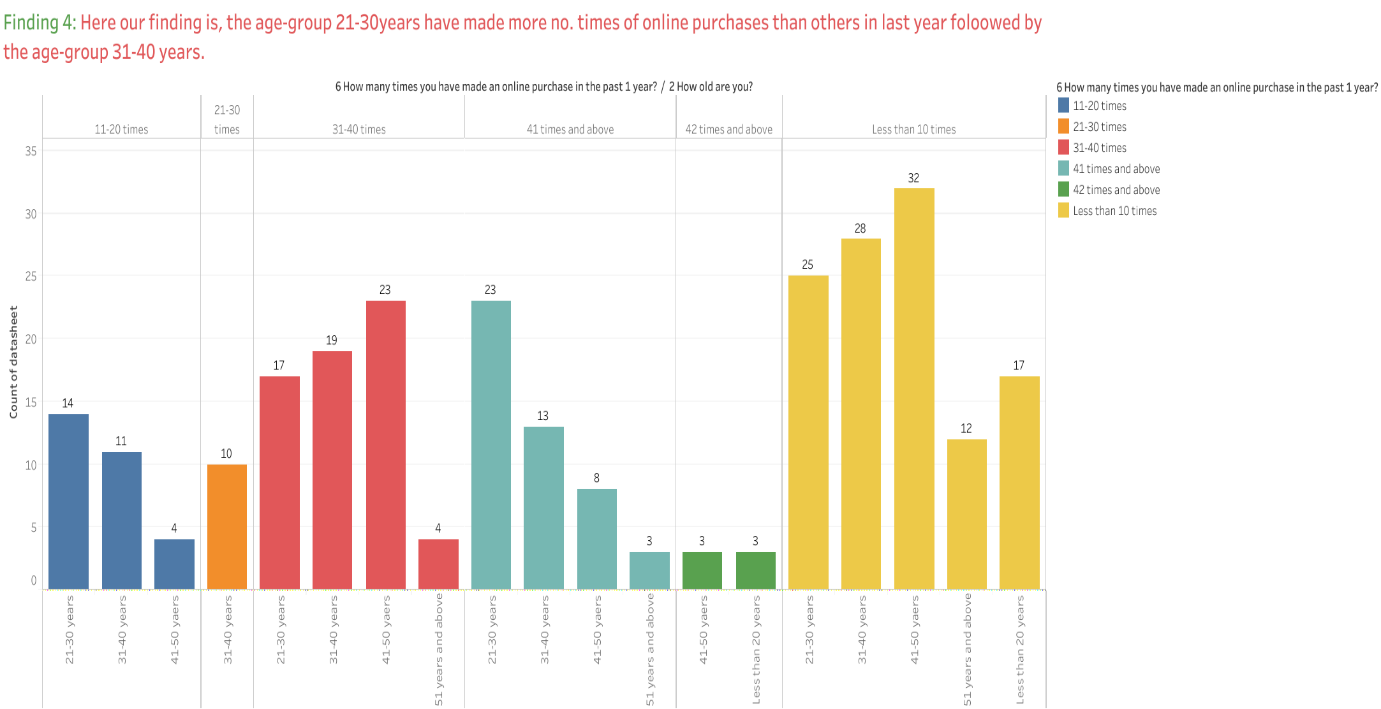 Finding 4: Here our finding is, the age-group 21-30years have made more no. times of online purchases than others in last year foloowed by
the age-group 31-40 years.
6 How many times you have made an online purchase in the past 1 year? / 2 How old are you?
11-20 times
21-30
times
31-40 times
41 times and above
42 times and above
Less than 10 times
6 How many times you have made an online purchase in the past 1 year?
11-20 times
21-30 times
31-40 times
41 times and above
42 times and above
Less than 10 times
Count of datasheet
35
30
25
20
15
10
5
0
14
11
4
10
17
19
23
4
23
13
8
3
3
3
25
28
32
12
17
21-30 years
31-40 years
41-50 yaers
31-40 years
21-30 years
31-40 years
41-50 yaers
51 years and above
21-30 years
31-40 years
41-50 yaers
51 years and above
41-50 yaers
Less than 20 years
21-30 years
31-40 years
41-50 yaers
51 years and above
Less than 20 years